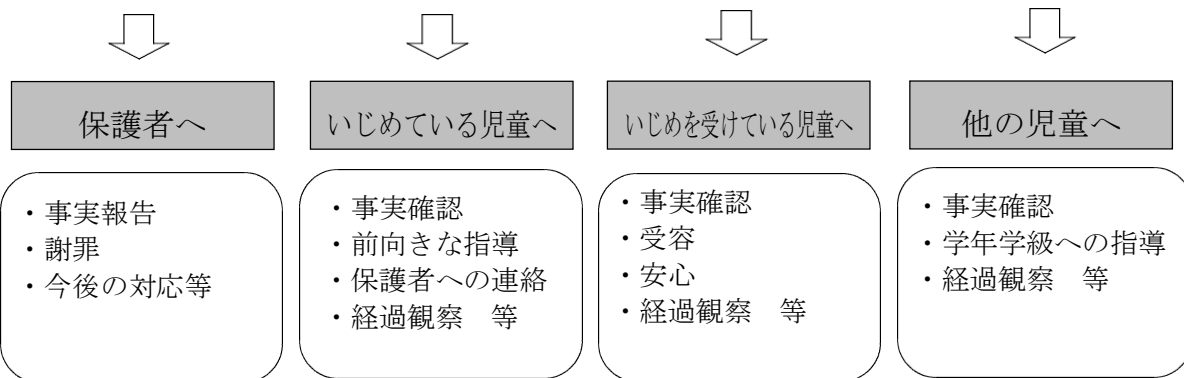 保護者へ
・事実報告
・謝罪
・今後の対応等
いじめている児童へ
・事実確認
・前向きな指導
・保護者への連絡
・経過観察　等
いじめを受けている児童へ
・事実確認
・受容
・安心
・経過観察　等
他の児童へ
・事実確認
・学年学級への指導
・経過観察　等